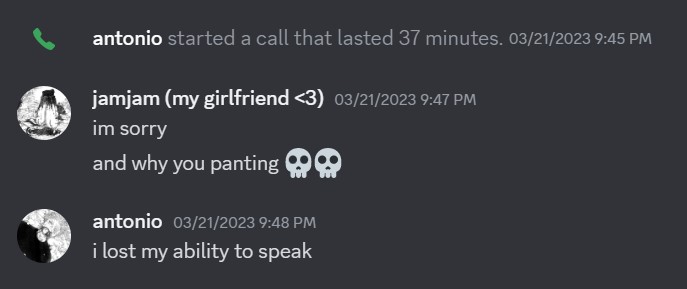 antonio started a call that lasted 37 minutes. 03/21/2023 9:45 PM
jamjam (my girlfriend <3) 03/21/2023 9:47 PM
im sorry
and why you panting 💀💀
antonio 03/21/2023 9:48 PM
i lost my ability to speak